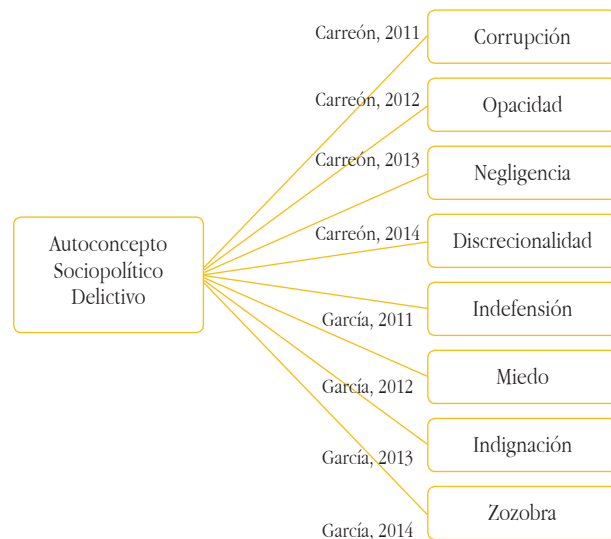 Carreón, 2011
Corrupción
Carreón, 2012
Opacidad
Carreón, 2013
Negligencia
Autoconcepto
Sociopolítico
Delictivo
Carreón, 2014
Discrecionalidad
Indefensión
García, 2011
Miedo
García, 2012
Indignación
García, 2013
Zozobra
García, 2014